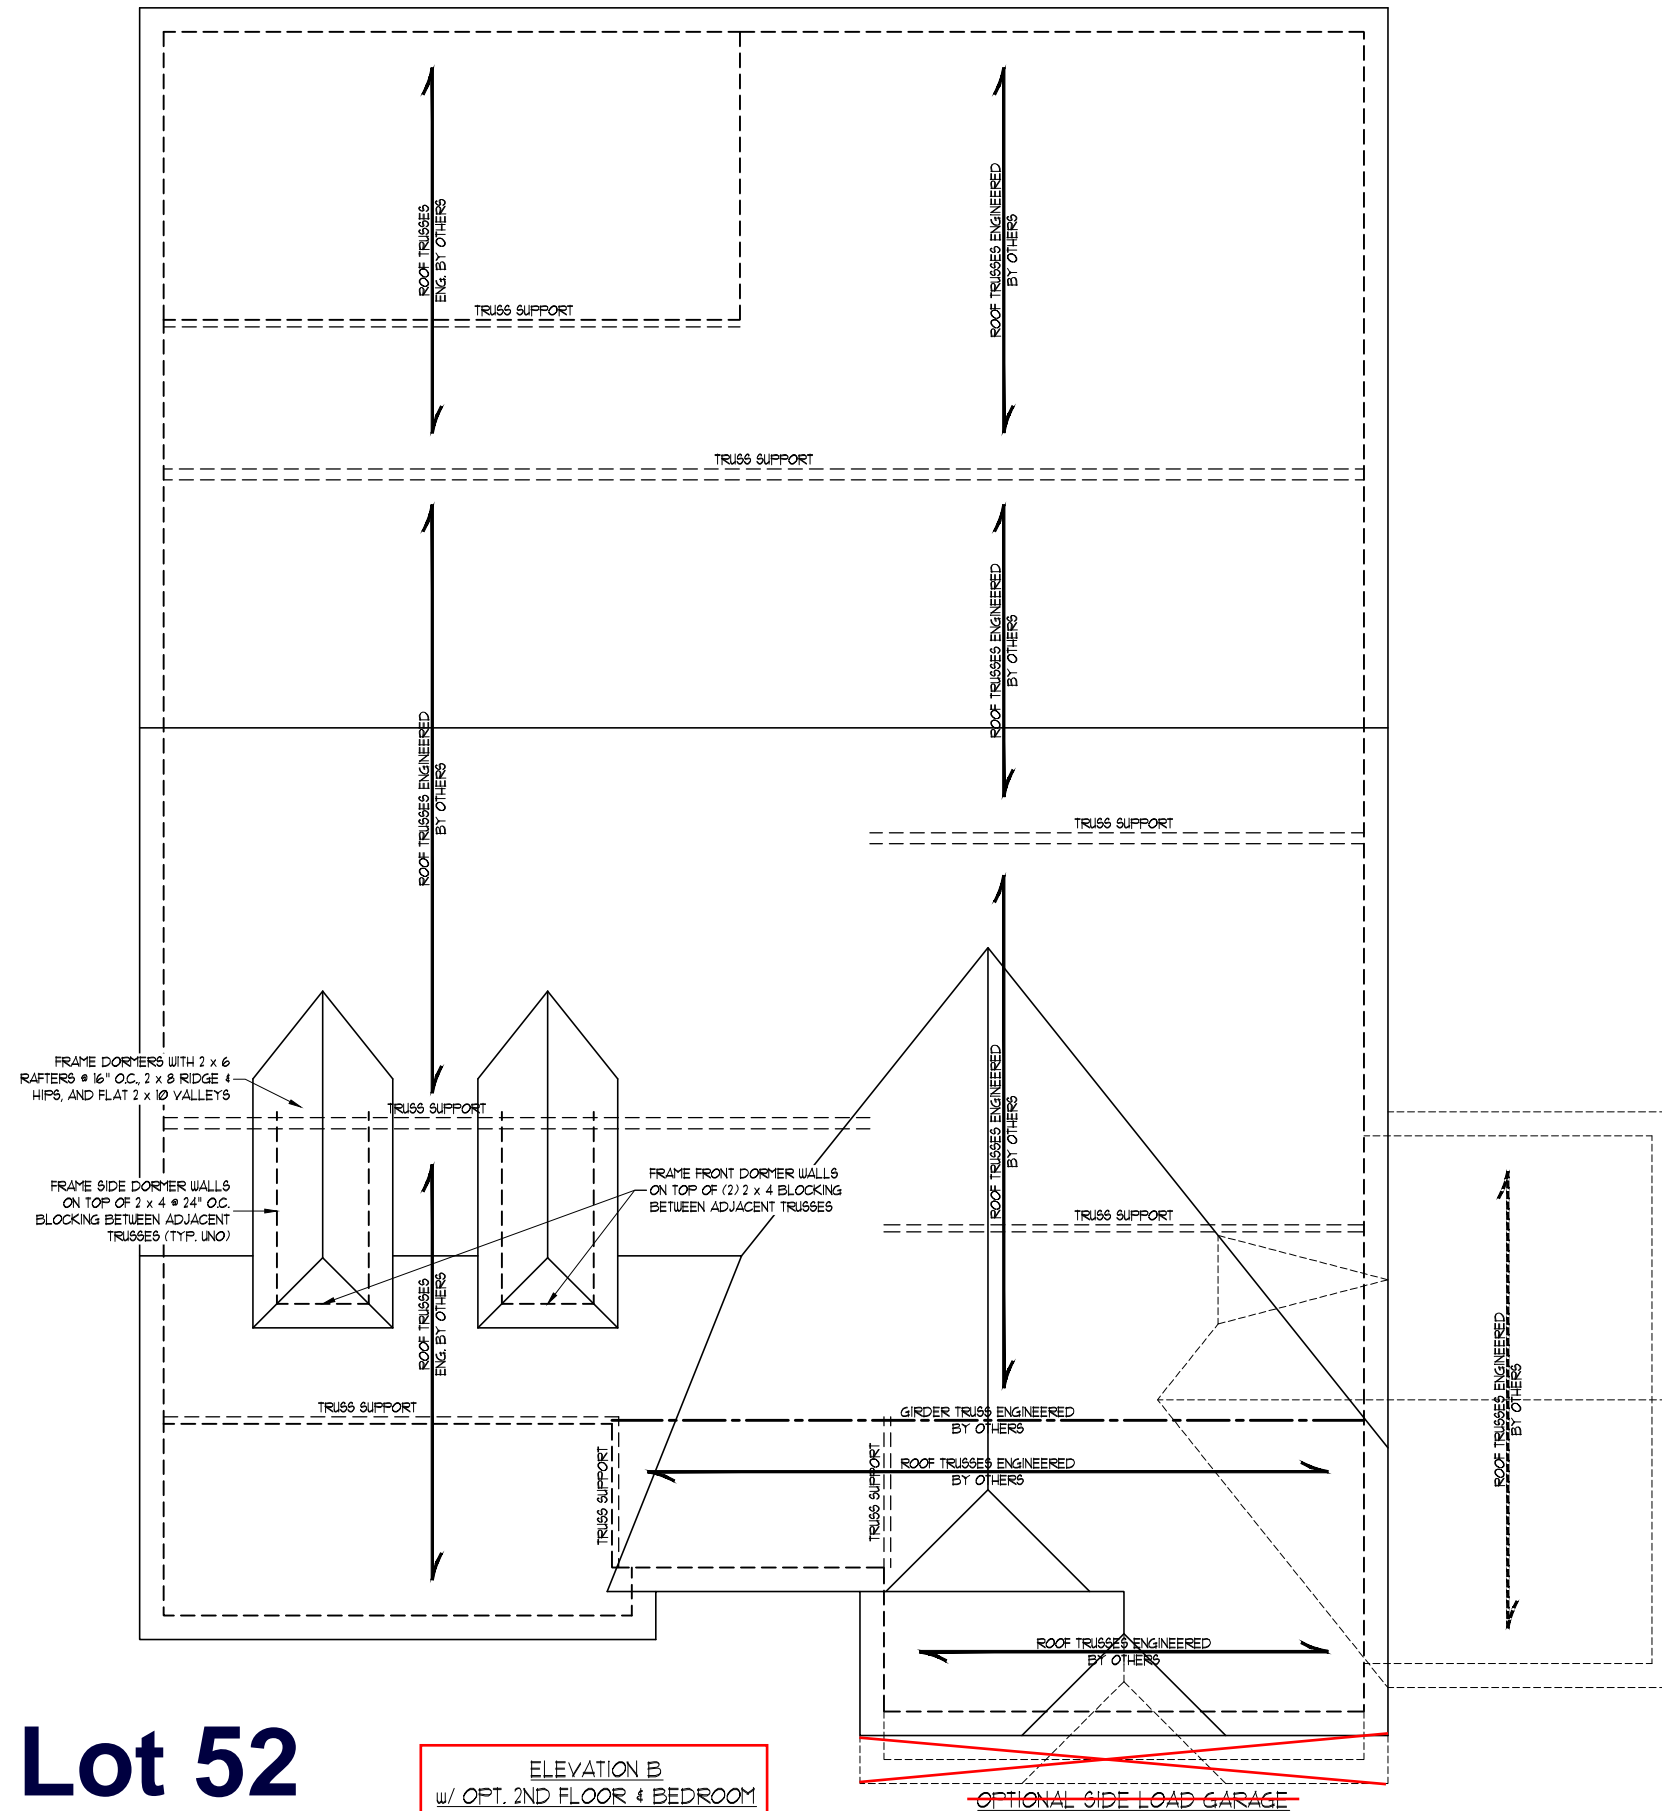 ROOF TRUSSES
ENG. BY OTHERS
ROOF TRUSSES ENGINEERED
BY OTHERS
TRUSS SUPPORT
TRUSS SUPPORT
ROOF TRUSSES ENGINEERED
BY OTHERS
ROOF TRUSSES ENGINEERED
BY OTHERS
TRUSS SUPPORT
FRAME DORMERS WITH 2 x 6
RAFTERS @ 16" O.C., 2 x 8 RIDGE &
HIPS, AND FLAT 2 x 10 VALLEYS
TRUSS SUPPORT
ROOF TRUSSES ENGINEERED
BY OTHERS
FRAME SIDE DORMER WALLS
ON TOP OF 2 x 4 @ 24" O.C.
BLOCKING BETWEEN ADJACENT
TRUSSES (TYP. UNO)
FRAME FRONT DORMER WALLS
ON TOP OF (2) 2 x 4 BLOCKING
BETWEEN ADJACENT TRUSSES
TRUSS SUPPORT
ROOF TRUSSES
ENG. BY OTHERS
ROOF TRUSSES ENGINEERED
BY OTHERS
TRUSS SUPPORT
GIRDER TRUSS ENGINEERED
BY OTHERS
TRUSS SUPPORT
TRUSS SUPPORT
ROOF TRUSSES ENGINEERED
BY OTHERS
ROOF TRUSSES ENGINEERED
BY OTHERS
Lot 52
ELEVATION B
w/ OPT. 2ND FLOOR & BEDROOM
OPTIONAL SIDE LOAD GARAGE